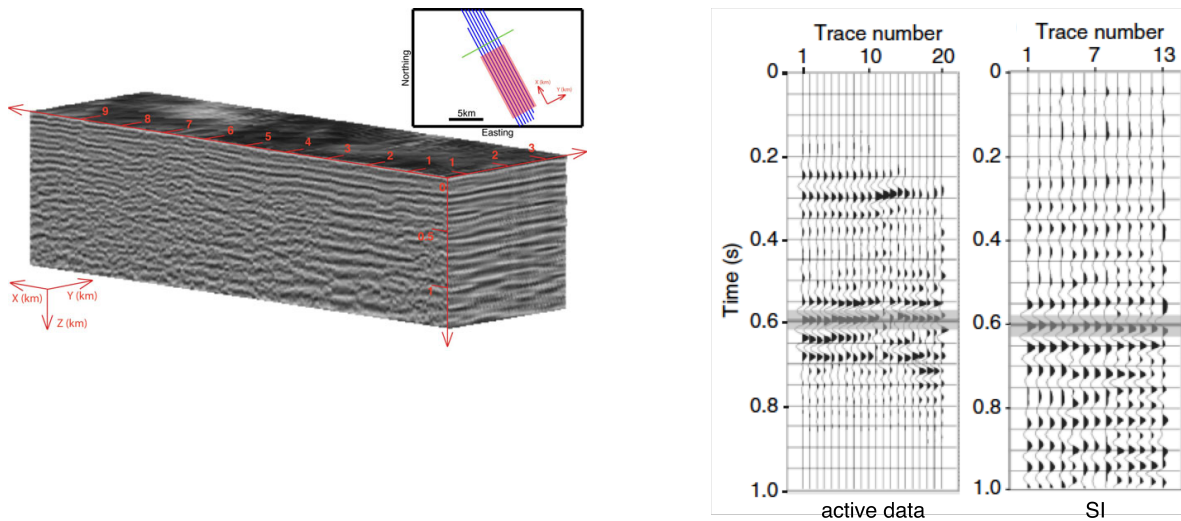 Northing
X (km)
Y (km)
5km
Easting
9
8
7
6
5
4
3
2
1
1
2
3
0
0.5
1
X (km)
Y (km)
Z (km)
Trace number
1 10 20
Time (s)
0
0.2
0.4
0.6
0.8
1.0
active data
Trace number
1 7 13
0
0.2
0.4
0.6
0.8
1.0
SI